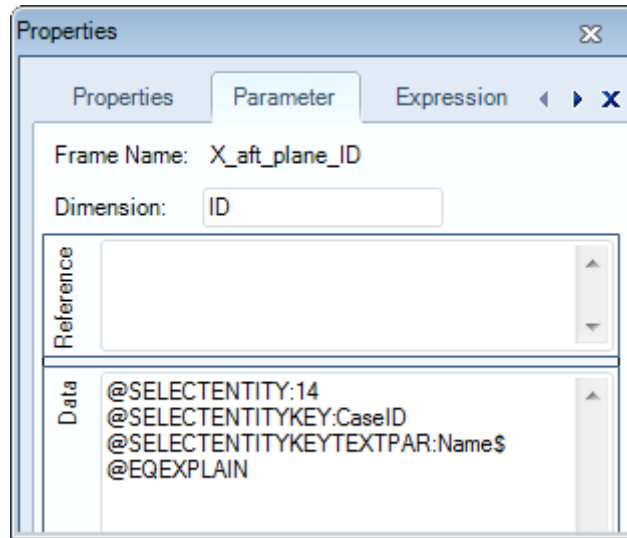 Properties
Properties Parameter Expression
Frame Name: X_aft_plane_ID
Dimension: ID
Reference
Data
@SELECTENTITY:14
@SELECTENTITYKEY:CaseID
@SELECTENTITYKEYTEXTPAR:Name$
@EQEXPLAIN